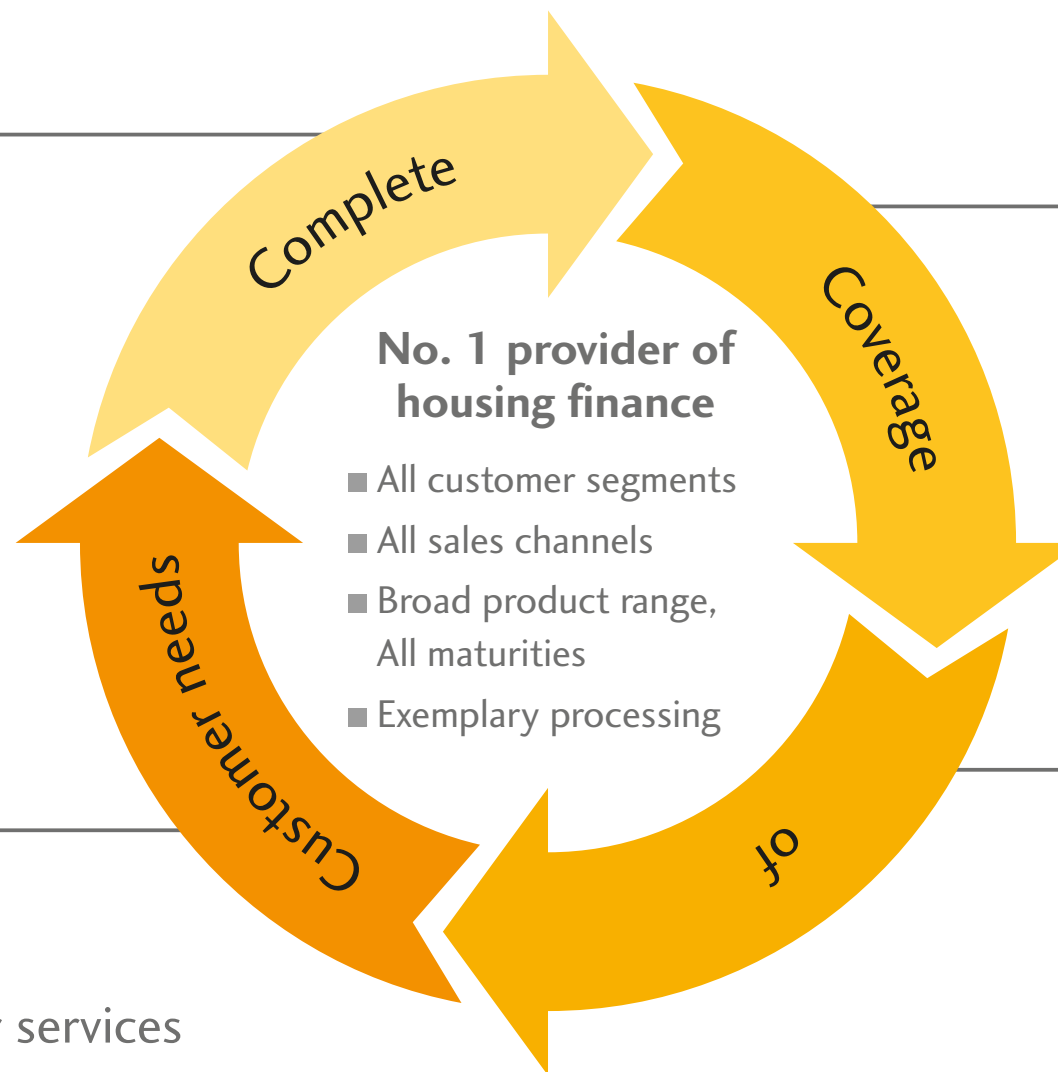 Complete
Coverage
of
Customer needs
No. 1 provider of
housing finance
All customer segments
All sales channels
Broad product range,
All maturities
Exemplary processing
services